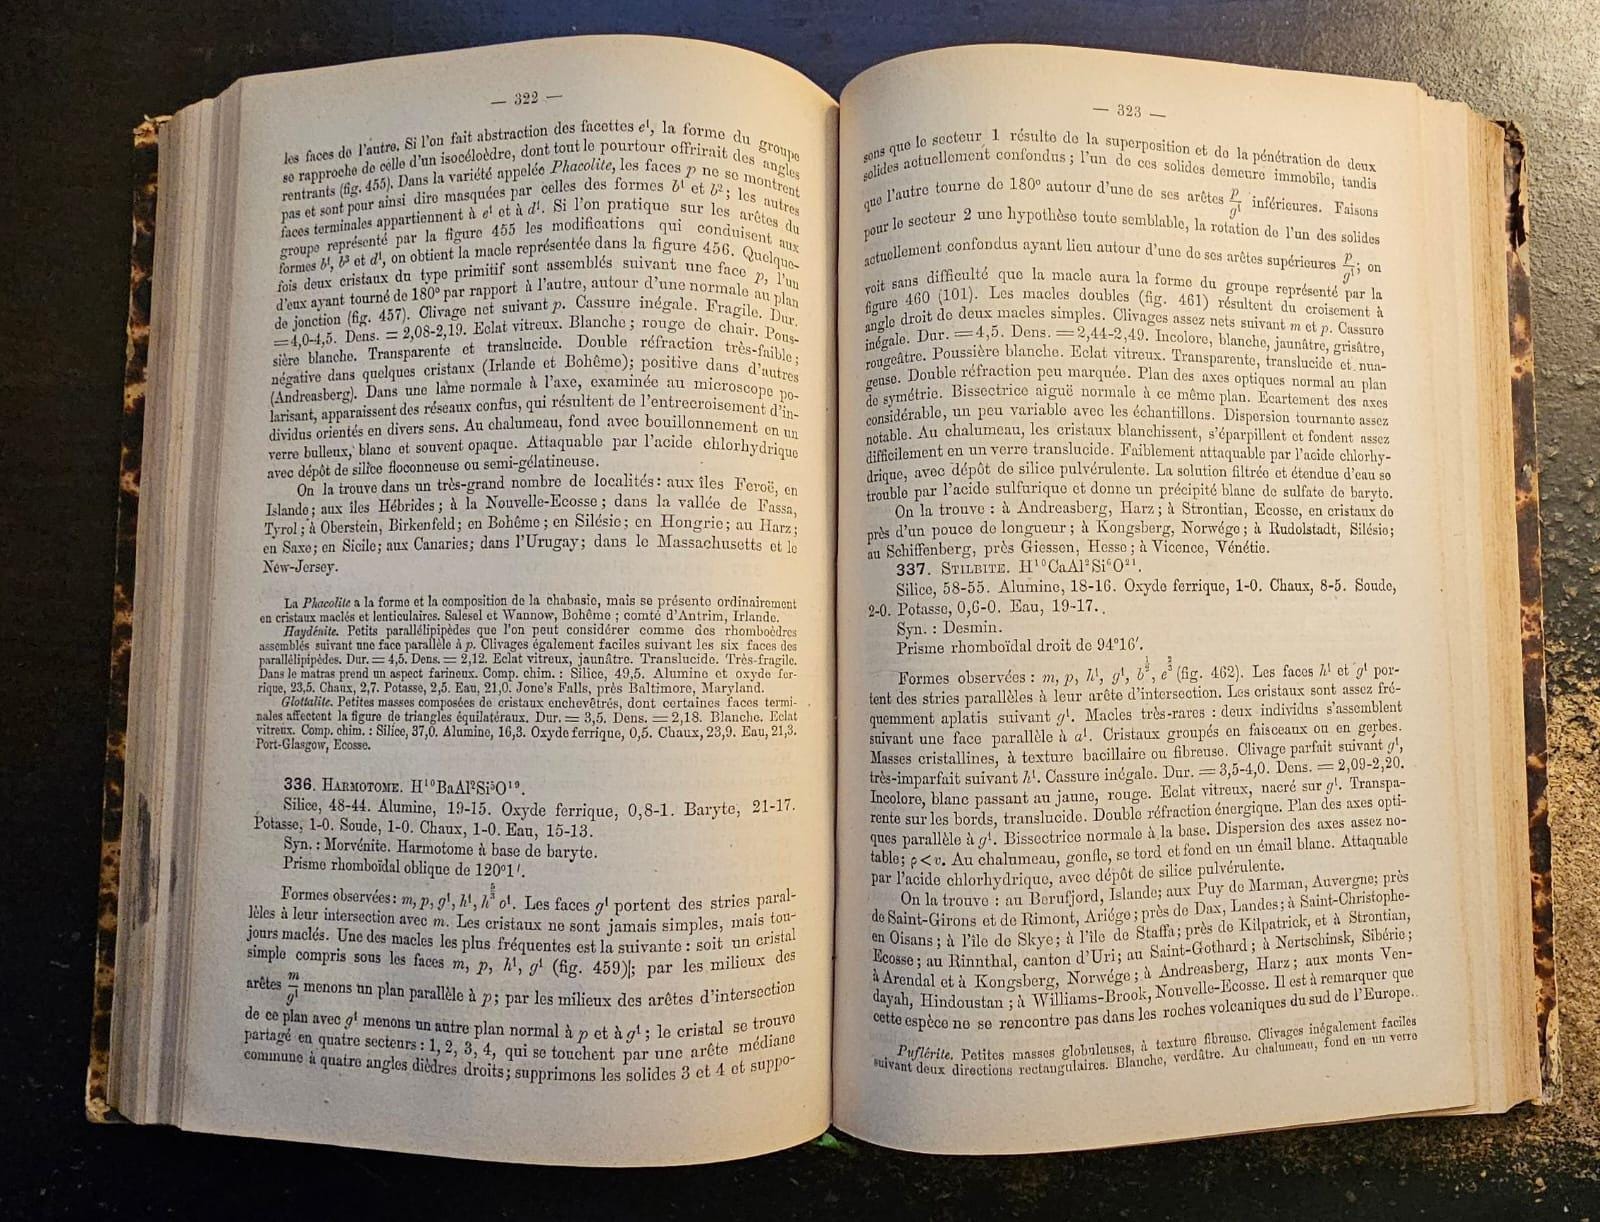 — 322 —
les faces de l'autre. Si l'on fait abstraction des facettes e¹, la forme du groupe
se rapproche de celle d'un isocéloèdre, dont tout le pourtour offrirait des angles
rentrants (fig. 455). Dans la variété appelée Phacolite, les faces p ne se montrent
pas et sont pour ainsi dire masquées par celles des formes b¹ et b²; les autres
faces terminales appartiennent à e¹ et à d¹. Si l'on pratique sur les arêtes du
groupe représenté par la figure 455 les modifications qui conduisent aux
formes b¹, b³ et d¹, on obtient la macle représentée dans la figure 456. Quelque-
fois deux cristaux du type primitif sont assemblés suivant une face p, l'un
d'eux ayant tourné de 180° par rapport à l'autre, autour d'une normale au plan
de jonction (fig. 457). Clivage net suivant p. Cassure inégale. Fragile. Dur.
=4,0-4,5. Dens. = 2,08-2,19. Eclat vitreux. Blanche; rouge de chair. Pous-
sière blanche. Transparente et translucide. Double réfraction très-faible;
négative dans quelques cristaux (Irlande et Bohême); positive dans d'autres
(Andreasberg). Dans une lame normale à l'axe, examinée au microscope po-
larisant, apparaissent des réseaux confus, qui résultent de l'entrecroisement d'in-
dividus orientés en divers sens. Au chalumeau, fond avec bouillonnement en un
verre bulleux, blanc et souvent opaque. Attaquable par l'acide chlorhydrique
avec dépôt de silice floconneuse ou semi-gélatineuse.
On la trouve dans un très-grand nombre de localités: aux îles Feroë, en
Islande; aux îles Hébrides; à la Nouvelle-Ecosse; dans la vallée de Fassa,
Tyrol; à Oberstein, Birkenfeld; en Bohême; en Silésie; en Hongrie; au Harz;
en Saxe; en Sicile; aux Canaries; dans l'Urugay; dans le Massachusetts et le
New-Jersey.
La Phacolite a la forme et la composition de la chabasie, mais se présente ordinairement
en cristaux maclés et lenticulaires. Salesel et Wannow, Bohême; comté d'Antrim, Irlande.
Haydénite. Petits parallélipipèdes que l'on peut considérer comme des rhomboèdres
assemblés suivant une face parallèle à p. Clivages également faciles suivant les six faces des
parallélipipèdes. Dur. = 4,5. Dens. = 2,12. Eclat vitreux, jaunâtre. Translucide. Très-fragile.
Dans le matras prend un aspect farineux. Comp. chim.: Silice, 49,5. Alumine et oxyde fer-
rique, 23,5. Chaux, 2,7. Potasse, 2,5. Eau, 21,0. Jone's Falls, près Baltimore, Maryland.
Glottalite. Petites masses composées de cristaux enchevêtrés, dont certaines faces termi-
nales affectent la figure de triangles équilatéraux. Dur. = 3,5. Dens. = 2,18. Blanche. Eclat
vitreux. Comp. chim.: Silice, 37,0. Alumine, 16,3. Oxyde ferrique, 0,5. Chaux, 23,9. Eau, 21,3.
Port-Glasgow, Ecosse.
336. HARMOTOME. H¹⁰BaAl²Si⁵O¹⁹.
Silice, 48-44. Alumine, 19-15. Oxyde ferrique, 0,8-1. Baryte, 21-17.
Potasse, 1-0. Soude, 1-0. Chaux, 1-0. Eau, 15-13.
Syn.: Morvénite. Harmotome à base de baryte.
Prisme rhomboïdal oblique de 120°1′.
Formes observées: m, p, g¹, h¹, h^5/3 o¹. Les faces g¹ portent des stries paral-
lèles à leur intersection avec m. Les cristaux ne sont jamais simples, mais tou-
jours maclés. Une des macles les plus fréquentes est la suivante: soit un cristal
simple compris sous les faces m, p, h¹, g¹ (fig. 459)|; par les milieux des
arêtes m/g¹ menons un plan parallèle à p; par les milieux des arêtes d'intersection
de ce plan avec g¹ menons un autre plan normal à p et à g¹; le cristal se trouve
partagé en quatre secteurs: 1, 2, 3, 4, qui se touchent par une arête médiane
commune à quatre angles dièdres droits; supprimons les solides 3 et 4 et suppo-
— 323 —
sons que le secteur 1 résulte de la superposition et de la pénétration de deux
solides actuellement confondus; l'un de ces solides demeure immobile, tandis
que l'autre tourne de 180° autour d'une de ses arêtes p/g¹ inférieures. Faisons
pour le secteur 2 une hypothèse toute semblable, la rotation de l'un des solides
actuellement confondus ayant lieu autour d'une de ses arêtes supérieures p/g¹; on
voit sans difficulté que la macle aura la forme du groupe représenté par la
figure 460 (101). Les macles doubles (fig. 461) résultent du croisement à
angle droit de deux macles simples. Clivages assez nets suivant m et p. Cassure
inégale. Dur. =4,5. Dens. =2,44-2,49. Incolore, blanche, jaunâtre, grisâtre,
rougeâtre. Poussière blanche. Eclat vitreux. Transparente, translucide et nua-
geuse. Double réfraction peu marquée. Plan des axes optiques normal au plan
de symétrie. Bissectrice aiguë normale à ce même plan. Ecartement des axes
considérable, un peu variable avec les échantillons. Dispersion tournante assez
notable. Au chalumeau, les cristaux blanchissent, s'éparpillent et fondent assez
difficilement en un verre translucide. Faiblement attaquable par l'acide chlorhy-
drique, avec dépôt de silice pulvérulente. La solution filtrée et étendue d'eau se
trouble par l'acide sulfurique et donne un précipité blanc de sulfate de baryte.
On la trouve: à Andreasberg, Harz; à Strontian, Ecosse, en cristaux de
près d'un pouce de longueur; à Kongsberg, Norwége; à Rudolstadt, Silésie;
au Schiffenberg, près Giessen, Hesse; à Vicence, Vénétie.
337. STILBITE. H¹⁰CaAl²Si⁶O²¹.
Silice, 58-55. Alumine, 18-16. Oxyde ferrique, 1-0. Chaux, 8-5. Soude,
2-0. Potasse, 0,6-0. Eau, 19-17.
Syn.: Desmin.
Prisme rhomboïdal droit de 94°16′.
Formes observées: m, p, h¹, g¹, b^1/2, e^2/3 (fig. 462). Les faces h¹ et g¹ por-
tent des stries parallèles à leur arête d'intersection. Les cristaux sont assez fré-
quemment aplatis suivant g¹. Macles très-rares: deux individus s'assemblent
suivant une face parallèle à a¹. Cristaux groupés en faisceaux ou en gerbes.
Masses cristallines, à texture bacillaire ou fibreuse. Clivage parfait suivant g¹,
très-imparfait suivant h¹. Cassure inégale. Dur. =3,5-4,0. Dens. =2,09-2,20.
Incolore, blanc passant au jaune, rouge. Eclat vitreux, nacré sur g¹. Transpa-
rente sur les bords, translucide. Double réfraction énergique. Plan des axes opti-
ques parallèle à g¹. Bissectrice normale à la base. Dispersion des axes assez no-
table; ρ<v. Au chalumeau, gonfle, se tord et fond en un émail blanc. Attaquable
par l'acide chlorhydrique, avec dépôt de silice pulvérulente.
On la trouve: au Berufjord, Islande; aux Puy de Marman, Auvergne; près
de Saint-Girons et de Rimont, Ariége; près de Dax, Landes; à Saint-Christophe-
en Oisans; à l'île de Skye; à l'île de Staffa; près de Kilpatrick, et à Strontian,
Ecosse; au Rinnthal, canton d'Uri; au Saint-Gothard; à Nertschinsk, Sibérie;
à Arendal et à Kongsberg, Norwége; à Andreasberg, Harz; aux monts Ven-
dayah, Hindoustan; à Williams-Brook, Nouvelle-Ecosse. Il est à remarquer que
cette espèce ne se rencontre pas dans les roches volcaniques du sud de l'Europe.
Puflérite. Petites masses globuleuses, à texture fibreuse. Clivages inégalement faciles
suivant deux directions rectangulaires. Blanche, verdâtre. Au chalumeau, fond en un verre